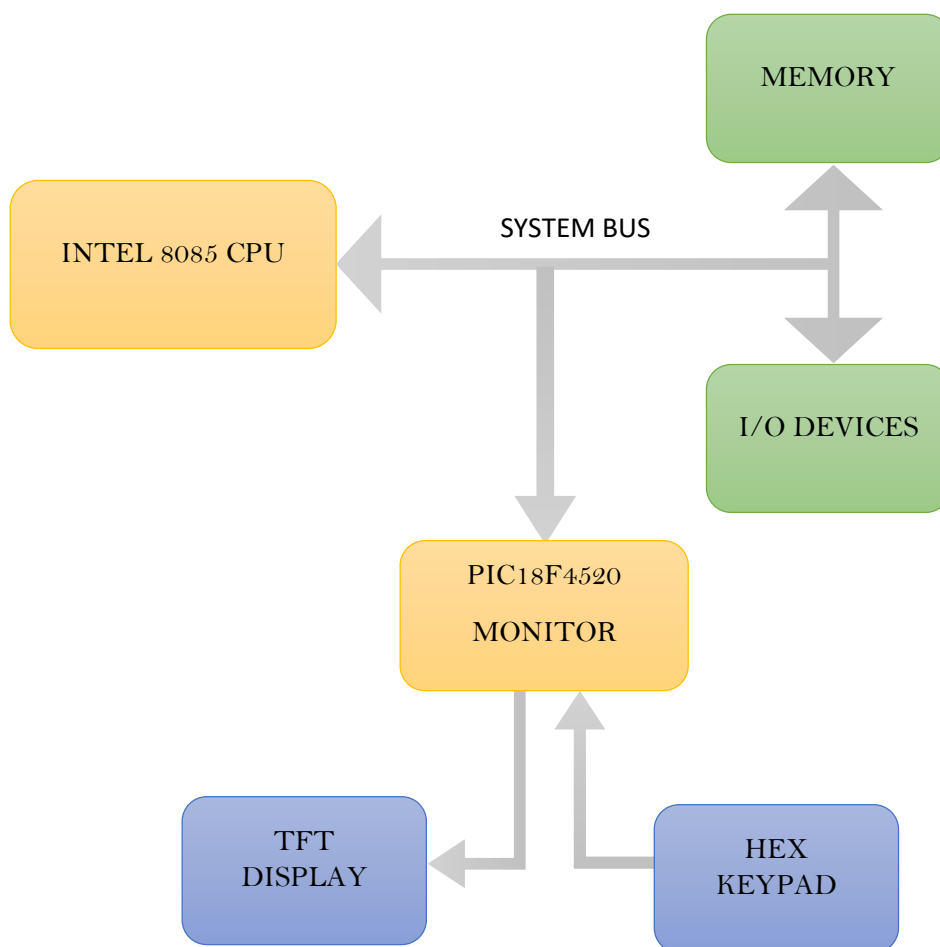 MEMORY
SYSTEM BUS
INTEL 8085 CPU
I/O DEVICES
PIC18F4520
MONITOR
TFT
DISPLAY
HEX
KEYPAD